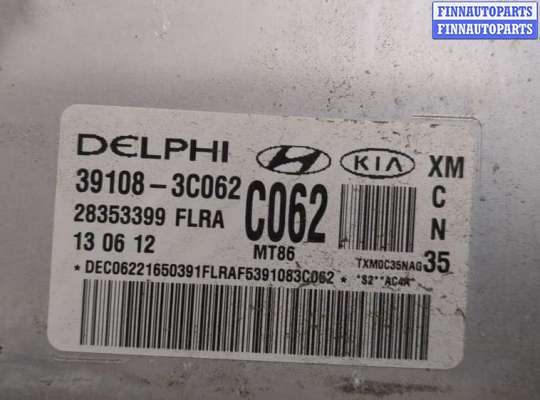 FINNAUTOPARTS
FINNAUTOPARTS
DELPHI
KIA
XM
39108-3C062
C062
C
28353399 FLRA
N
13 06 12
MT86
TXM0C35NAG
35
* DEC06221650391FLRAF5391083C062 *
*S2**AC4A*